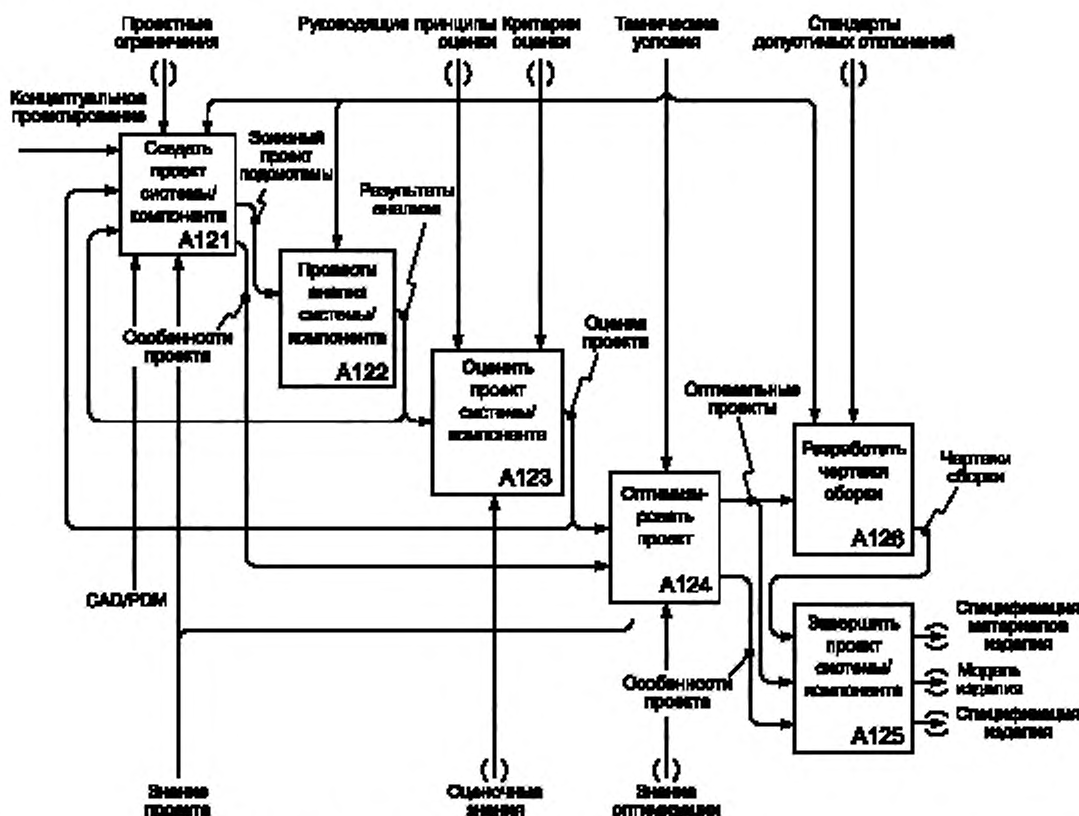 Проектные
ограничения
Руководящие принципы
оценки
Критерии
оценки
Технические
условия
Стандарты
допустимых отклонений
Концептуальное
проектирование
Создать
проект
системы/
компонента
A121
Эскизный
проект
подсистемы
Результаты
анализа
Провести
анализ
системы/
компонента
A122
Особенности
проекта
Оценить
проект
системы/
компонента
A123
Оценка
проекта
Оптимальные
проекты
Разработать
чертежи
сборки
A126
Чертежи
сборки
Оптимизи-
ровать
проект
A124
CAD/PDM
Завершить
проект
системы/
компонента
A125
Спецификация
материалов
изделия
Модель
изделия
Спецификация
изделия
Особенности
проекта
Знание
проекта
Оценочные
знания
Знание
оптимизации